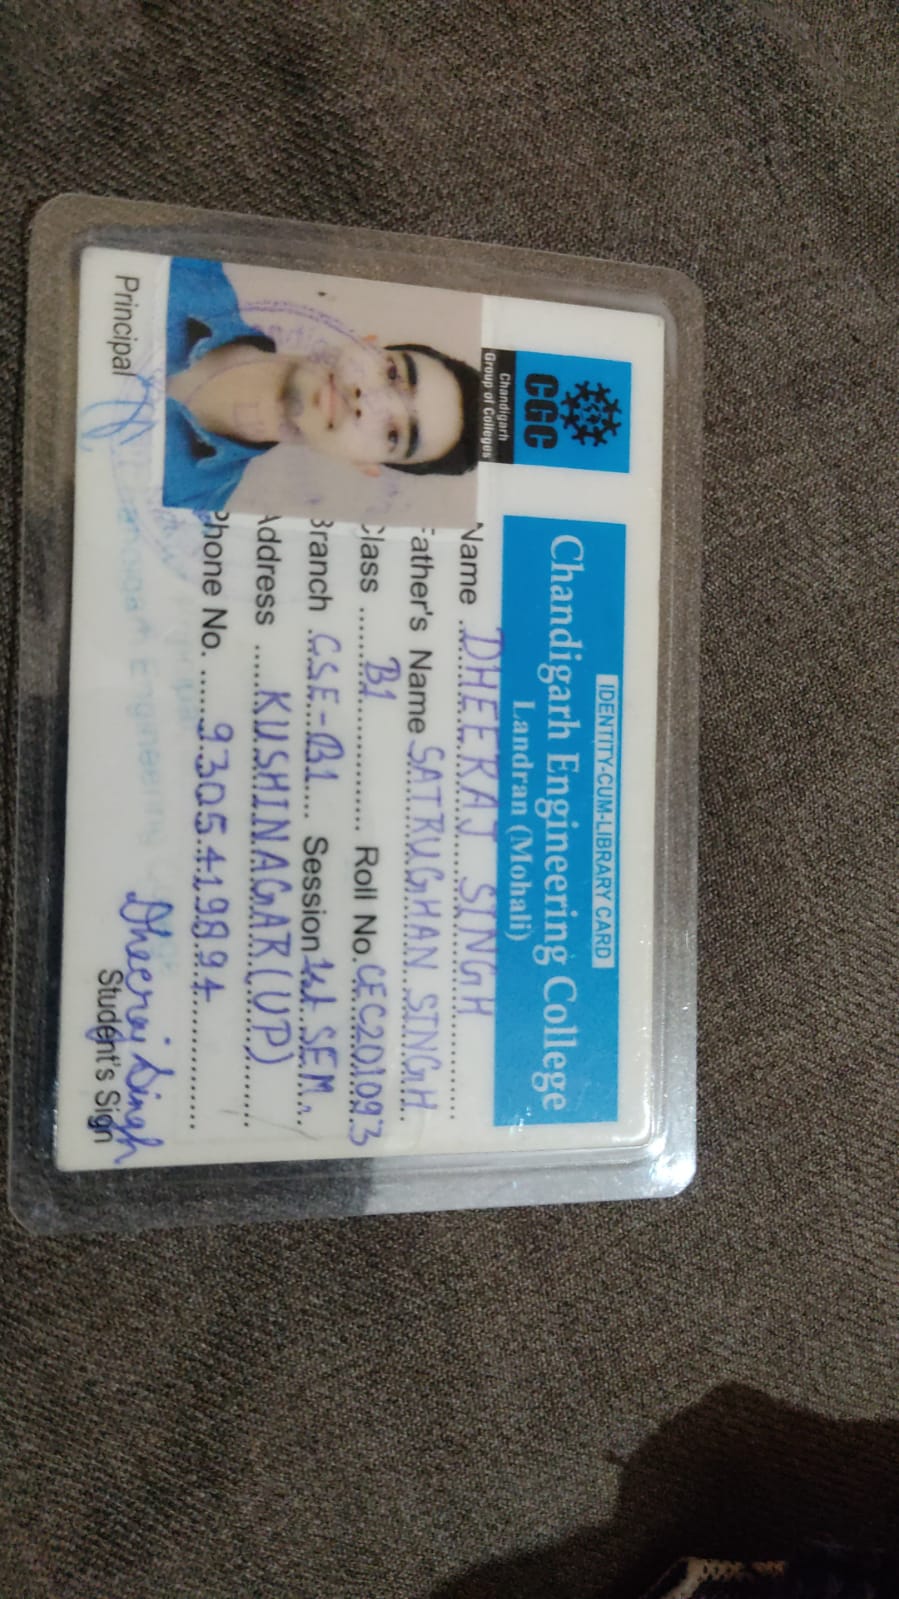 IDENTITY-CUM-LIBRARY CARD
CGC
Chandigarh
Group of Colleges
Chandigarh Engineering College
Landran (Mohali)
Name DHEERAJ SINGH
Father's Name SATRUGHAN SINGH
Class B1 Roll No. CEC201093
Branch CSE-B1 Session 1st SEM.
Address KUSHINAGAR (UP)
Phone No. 9305419894
Dheeraj Singh
Principal Student's Sign